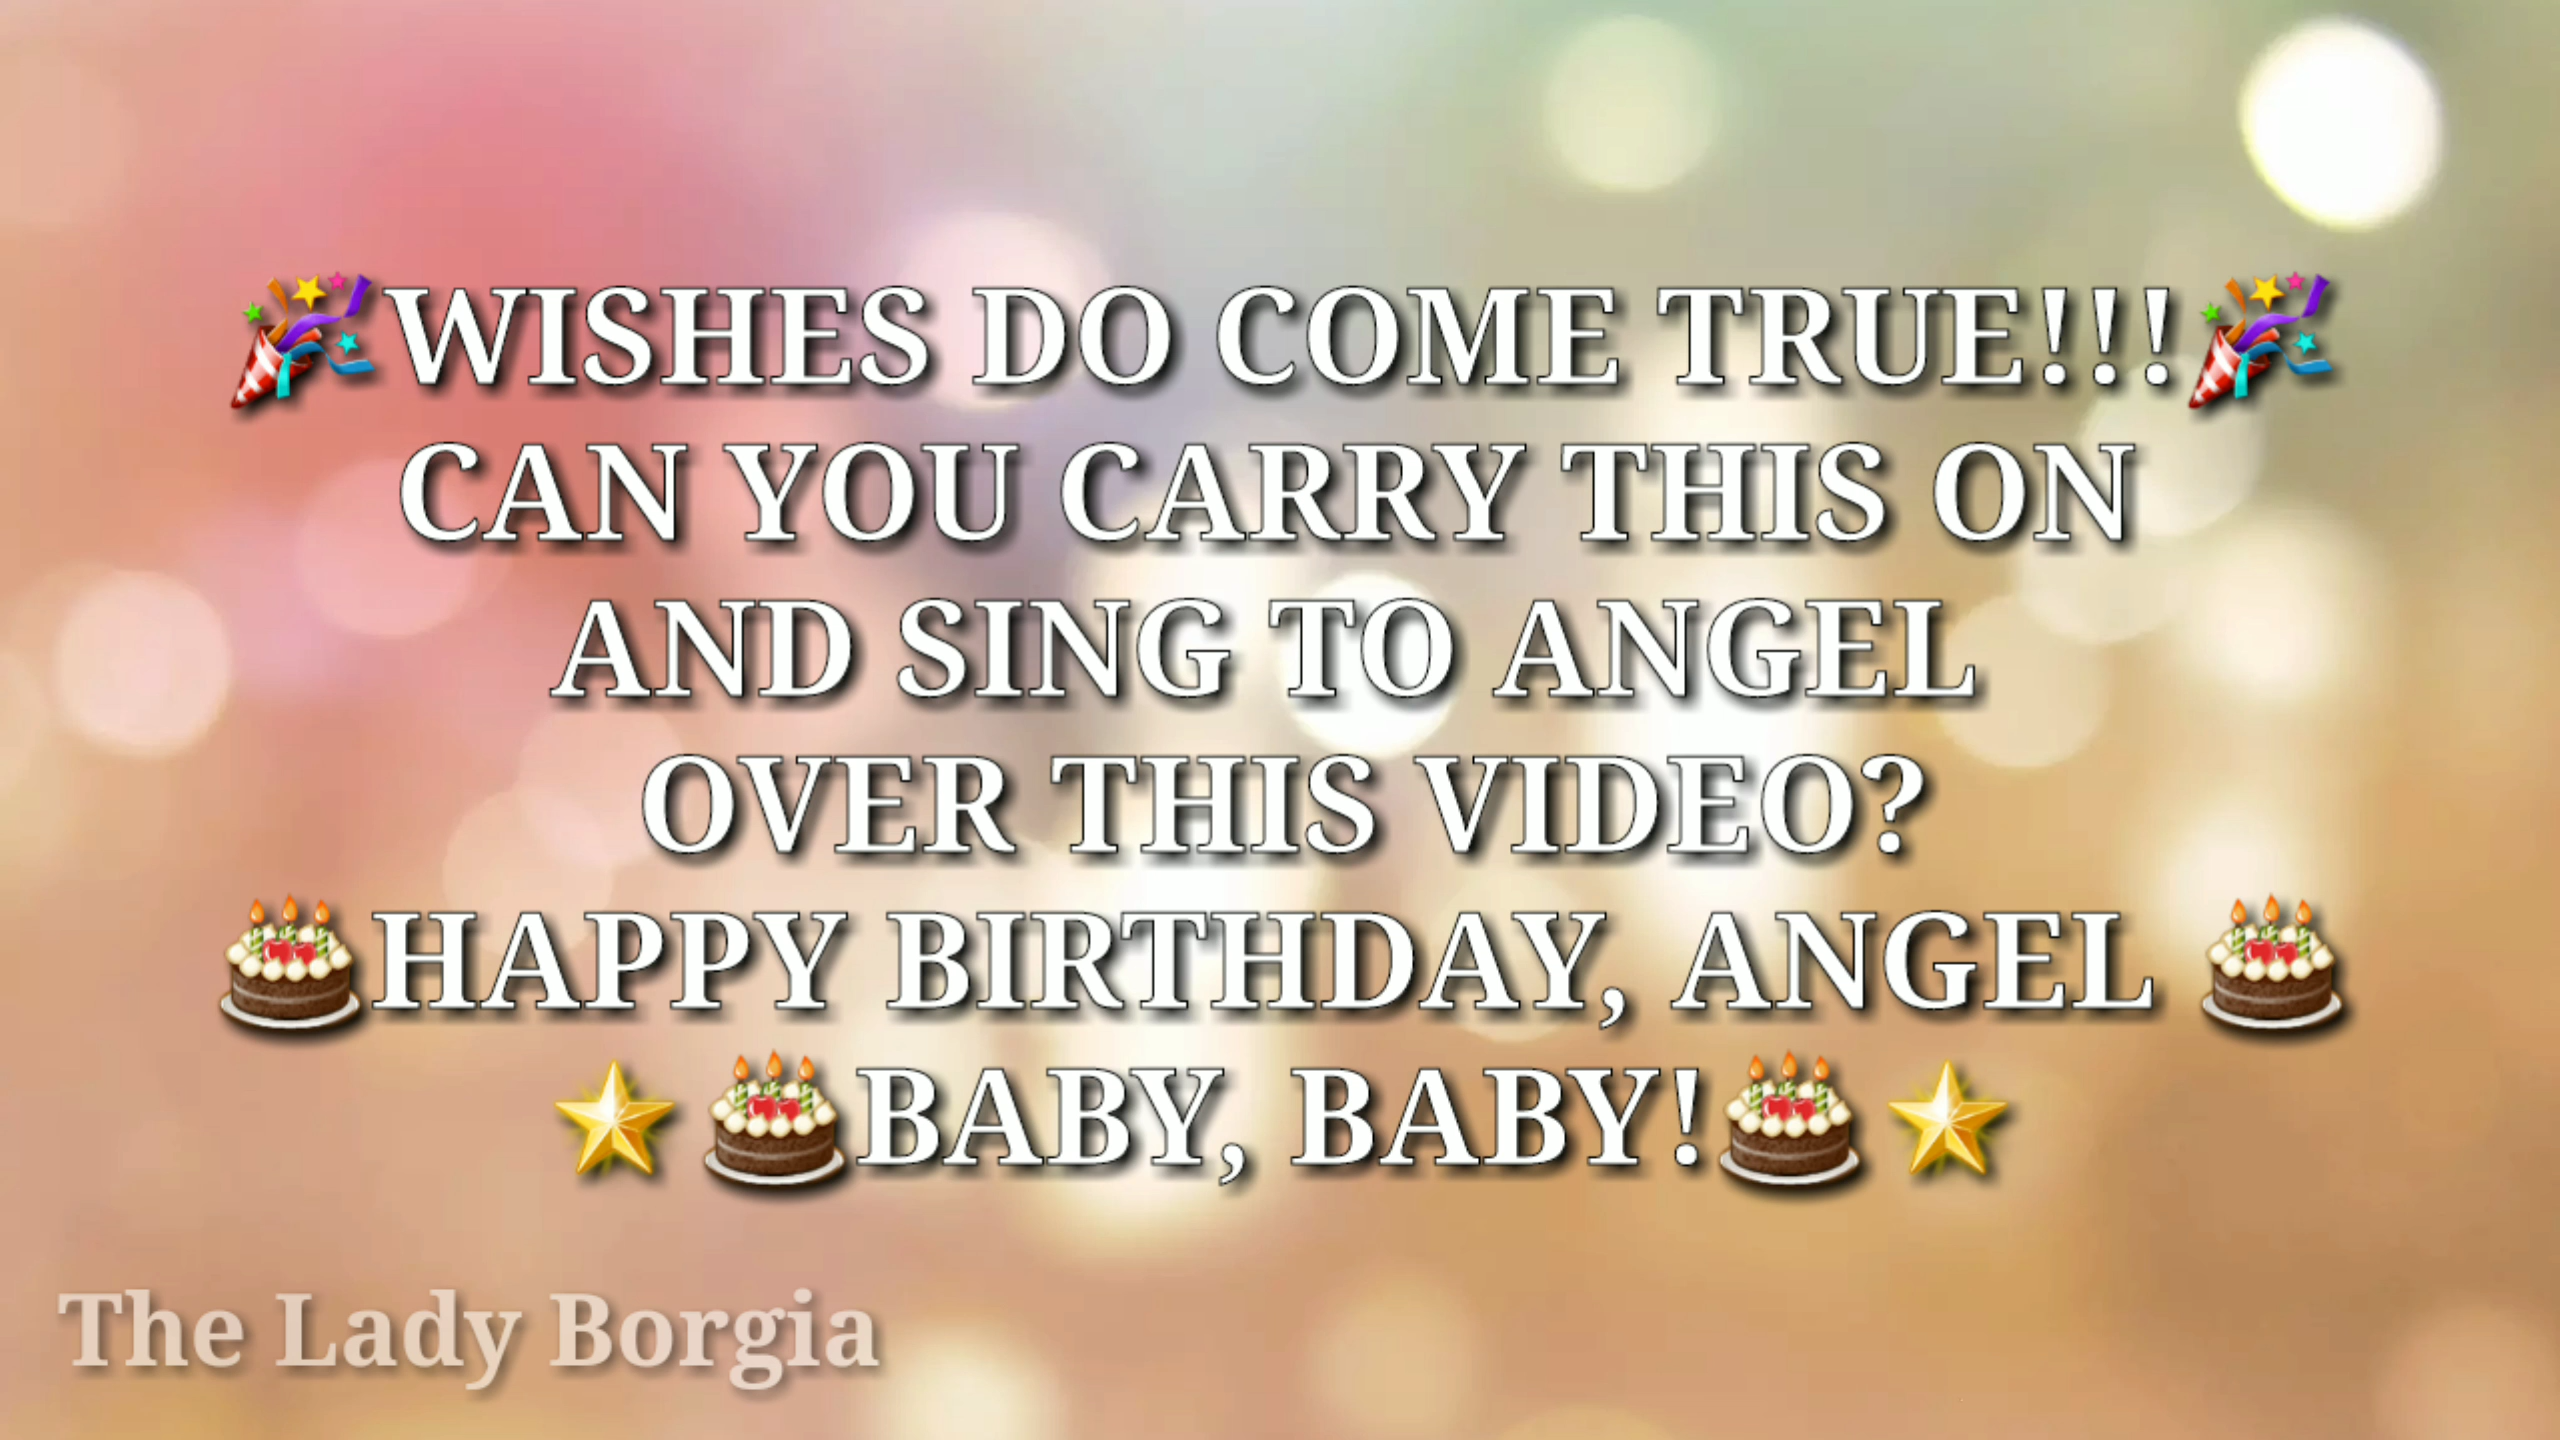 🎉WISHES DO COME TRUE!!!🎉
CAN YOU CARRY THIS ON
AND SING TO ANGEL
OVER THIS VIDEO?
🎂HAPPY BIRTHDAY, ANGEL 🎂
⭐ 🎂BABY, BABY!🎂 ⭐
The Lady Borgia